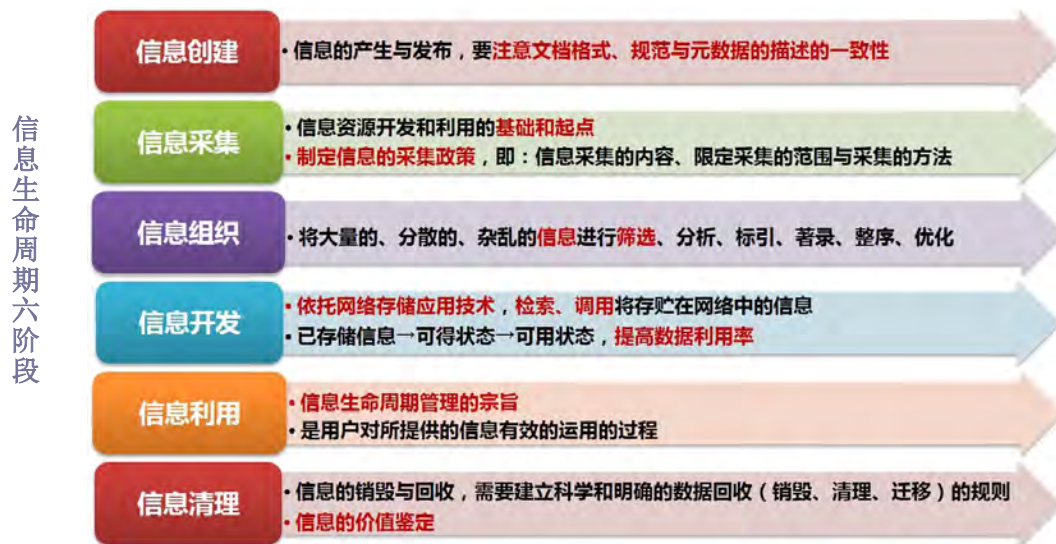 信息生命周期六阶段
信息创建
• 信息的产生与发布，要注意文档格式、规范与元数据的描述的一致性
信息采集
• 信息资源开发和利用的基础和起点
• 制定信息的采集政策，即：信息采集的内容、限定采集的范围与采集的方法
信息组织
• 将大量的、分散的、杂乱的信息进行筛选、分析、标引、著录、整序、优化
信息开发
• 依托网络存储应用技术，检索、调用将存贮在网络中的信息
• 已存储信息→可得状态→可用状态，提高数据利用率
信息利用
• 信息生命周期管理的宗旨
• 是用户对所提供的信息有效的运用的过程
信息清理
• 信息的销毁与回收，需要建立科学和明确的数据回收（销毁、清理、迁移）的规则
• 信息的价值鉴定